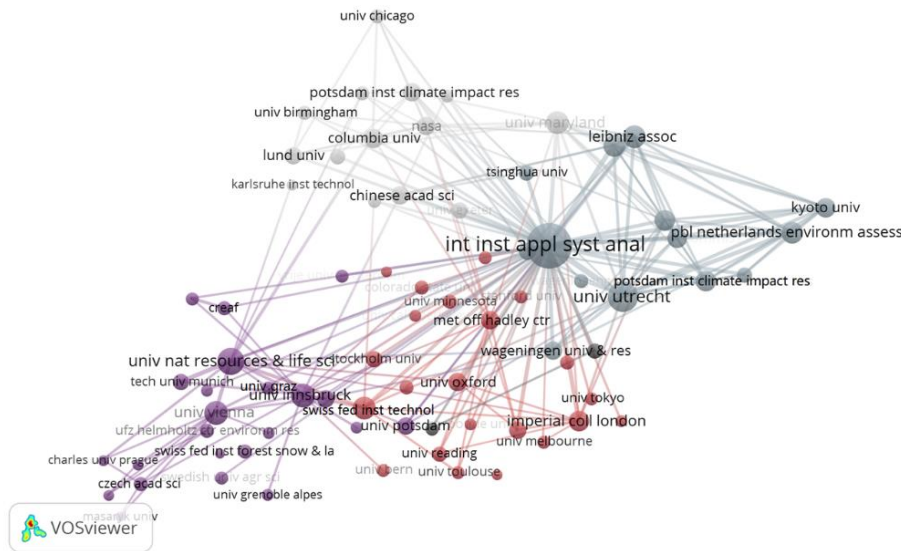 univ chicago
potsdam inst climate impact res
univ birmingham
nasa
univ maryland
columbia univ
leibniz assoc
lund univ
tsinghua univ
karlsruhe inst technol
chinese acad sci
kyoto univ
univ exeter
pbl netherlands environm assess
int inst appl syst anal
potsdam inst climate impact res
univ utrecht
creaf
univ minnesota
met off hadley ctr
wageningen univ & res
univ nat resources & life sci
stockholm univ
tech univ munich
univ graz
univ oxford
univ innsbruck
univ tokyo
swiss fed inst technol
univ vienna
imperial coll london
univ potsdam
ufz helmholtz ctr environm res
univ melbourne
swiss fed inst forest snow & la
univ reading
charles univ prague
univ bern
univ toulouse
swedish univ agr sci
czech acad sci
univ grenoble alpes
masaryk univ
VOSviewer